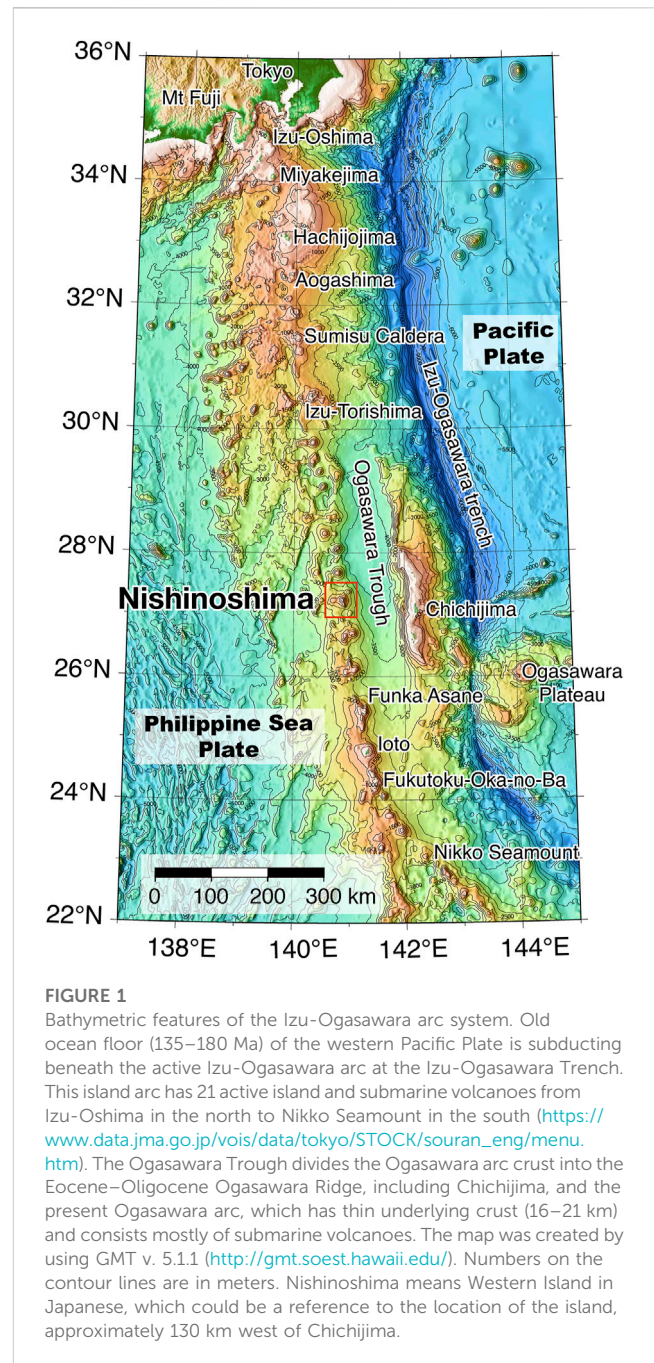 36°N
Tokyo
Mt Fuji
Izu-Oshima
34°N
Miyakejima
Hachijojima
32°N
Aogashima
Sumisu Caldera
Pacific
Plate
Izu-Torishima
Izu-Ogasawara trench
30°N
Ogasawara Trough
28°N
Nishinoshima
Chichijima
26°N
Ogasawara
Plateau
Funka Asane
Philippine Sea
Plate
Ioto
Fukutoku-Oka-no-Ba
24°N
Nikko Seamount
0 100 200 300 km
22°N
138°E 140°E 142°E 144°E
FIGURE 1
Bathymetric features of the Izu-Ogasawara arc system. Old
ocean floor (135–180 Ma) of the western Pacific Plate is subducting
beneath the active Izu-Ogasawara arc at the Izu-Ogasawara Trench.
This island arc has 21 active island and submarine volcanoes from
Izu-Oshima in the north to Nikko Seamount in the south (https://
www.data.jma.go.jp/vois/data/tokyo/STOCK/souran_eng/menu.
htm). The Ogasawara Trough divides the Ogasawara arc crust into the
Eocene–Oligocene Ogasawara Ridge, including Chichijima, and the
present Ogasawara arc, which has thin underlying crust (16–21 km)
and consists mostly of submarine volcanoes. The map was created by
using GMT v. 5.1.1 (http://gmt.soest.hawaii.edu/). Numbers on the
contour lines are in meters. Nishinoshima means Western Island in
Japanese, which could be a reference to the location of the island,
approximately 130 km west of Chichijima.